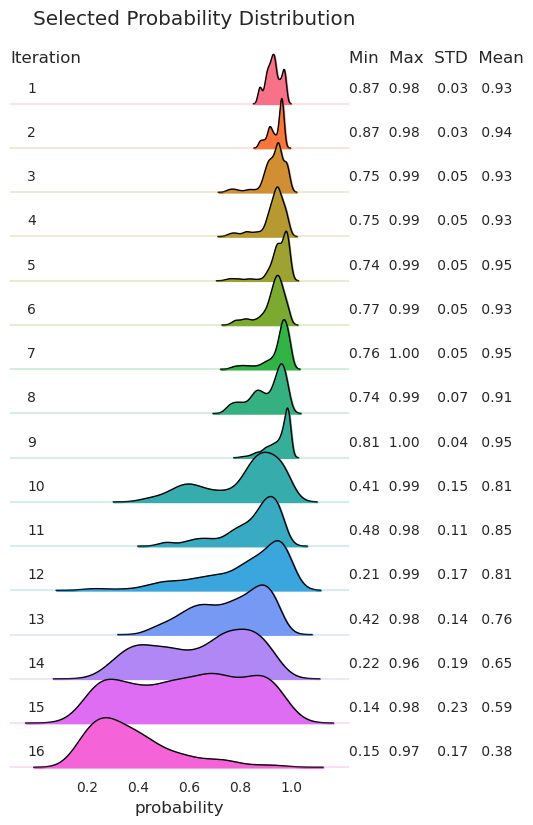 Selected Probability Distribution
Iteration Min Max STD Mean
1 0.87 0.98 0.03 0.93
2 0.87 0.98 0.03 0.94
3 0.75 0.99 0.05 0.93
4 0.75 0.99 0.05 0.93
5 0.74 0.99 0.05 0.95
6 0.77 0.99 0.05 0.93
7 0.76 1.00 0.05 0.95
8 0.74 0.99 0.07 0.91
9 0.81 1.00 0.04 0.95
10 0.41 0.99 0.15 0.81
11 0.48 0.98 0.11 0.85
12 0.21 0.99 0.17 0.81
13 0.42 0.98 0.14 0.76
14 0.22 0.96 0.19 0.65
15 0.14 0.98 0.23 0.59
16 0.15 0.97 0.17 0.38
0.2 0.4 0.6 0.8 1.0
probability